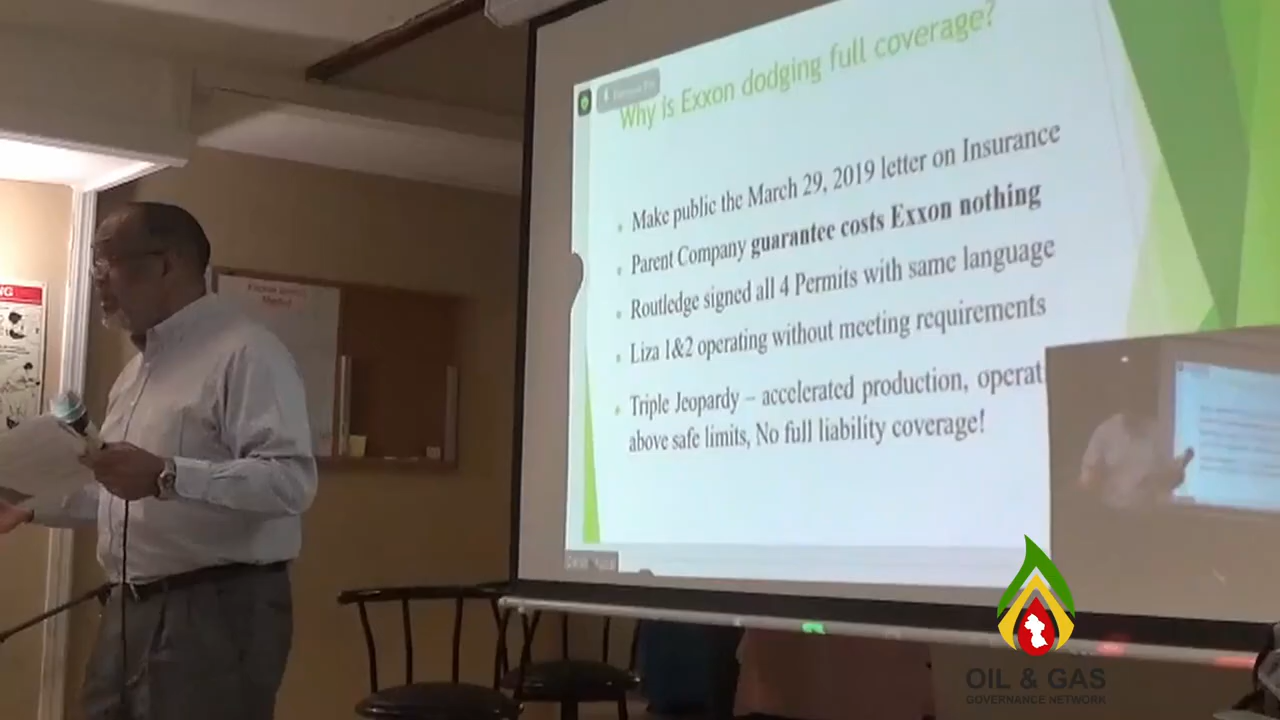 Why is Exxon dodging full coverage?
Make public the March 29, 2019 letter on Insurance
Parent Company guarantee costs Exxon nothing
Routledge signed all 4 Permits with same language
Liza 1&2 operating without meeting requirements
Triple Jeopardy – accelerated production, operat
above safe limits, No full liability coverage!
NG
OIL & GAS
GOVERNANCE NETWORK